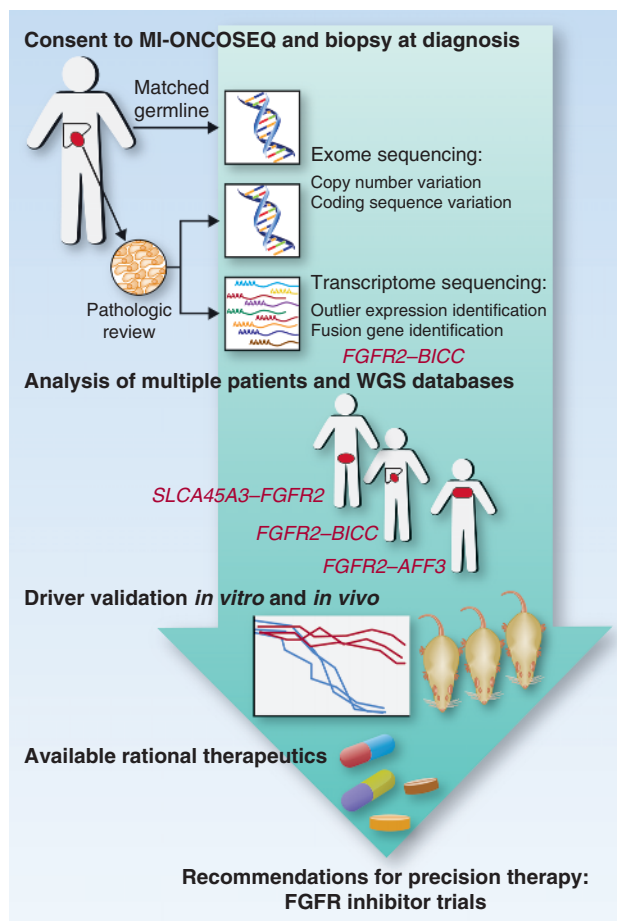 Consent to MI-ONCOSEQ and biopsy at diagnosis
Matched
germline
Exome sequencing:
Copy number variation
Coding sequence variation
Pathologic
review
Transcriptome sequencing:
Outlier expression identification
Fusion gene identification
FGFR2–BICC
Analysis of multiple patients and WGS databases
SLCA45A3–FGFR2
FGFR2–BICC
FGFR2–AFF3
Driver validation in vitro and in vivo
Available rational therapeutics
Recommendations for precision therapy:
FGFR inhibitor trials